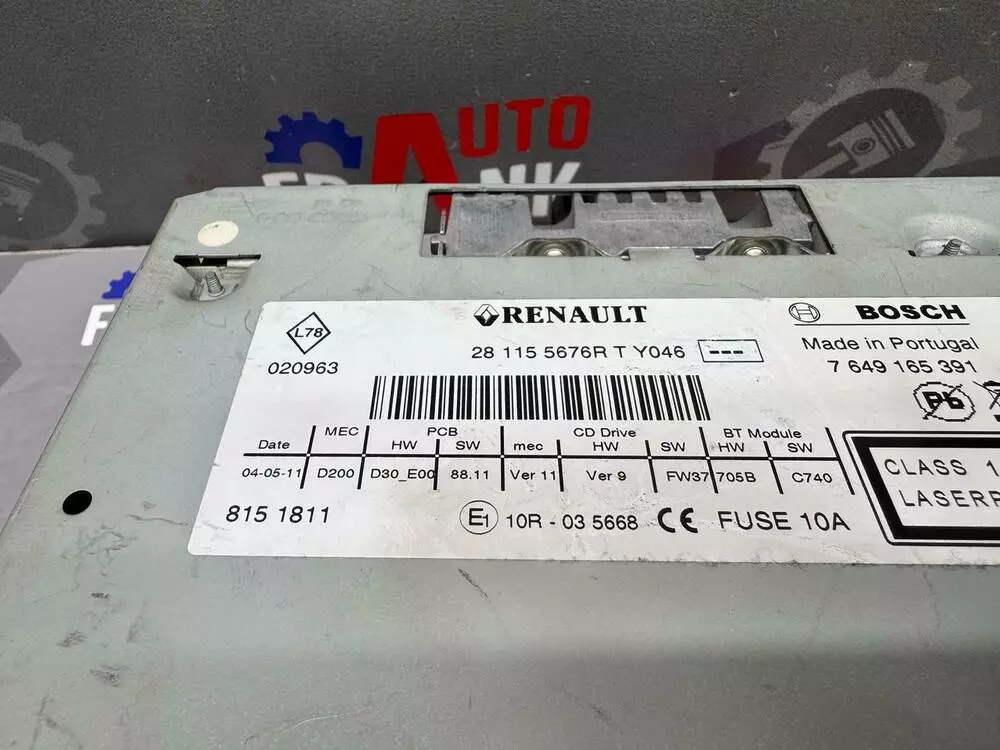 AUTO
FRANK
F
L78
020963
RENAULT
28 115 5676R T Y046 ---
BOSCH
Made in Portugal
7 649 165 391
Pb
Date MEC PCB CD Drive BT Module
HW SW mec HW SW HW SW
04-05-11 D200 D30_E00 88.11 Ver 11 Ver 9 FW37 705B C740
815 1811
E1 10R - 03 5668 CE FUSE 10A
CLASS 1